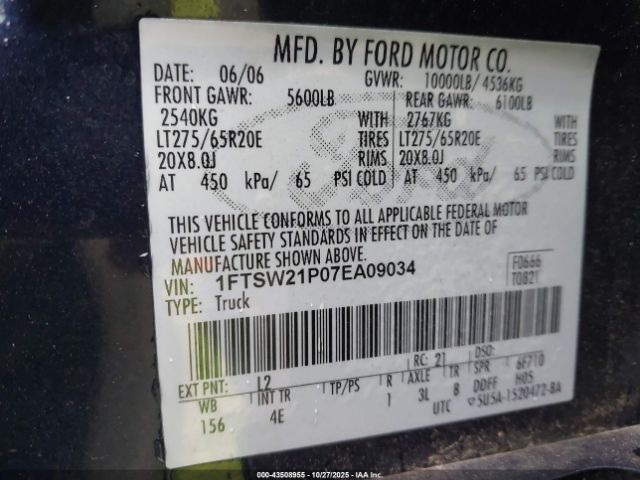 MFD. BY FORD MOTOR CO.
DATE: 06/06 GVWR: 10000LB/ 4536KG
FRONT GAWR: 5600LB REAR GAWR: 6100LB
2540KG WITH 2767KG WITH
LT275/65R20E TIRES LT275/65R20E TIRES
20X8.0J RIMS 20X8.0J RIMS
AT 450 kPa/ 65 PSI COLD AT 450 kPa/ 65 PSI COLD
Ford
THIS VEHICLE CONFORMS TO ALL APPLICABLE FEDERAL MOTOR
VEHICLE SAFETY STANDARDS IN EFFECT ON THE DATE OF
MANUFACTURE SHOWN ABOVE.
VIN: 1FTSW21P07EA09034 F0666
TYPE: Truck T0821
EXT PNT: L2 RC: 21 DSO:
WB INT TR TP/PS R AXLE TR SPR 6F710
156 4E 1 3L B DDFF H05
UTC 5U5A-1520472-BA
000-43508955 - 10/27/2025 - IAA Inc.